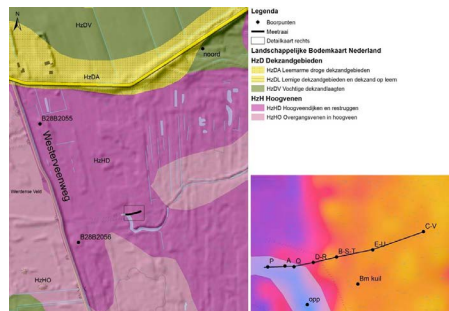 N
HzDV
noord
HzDA
B28B2055
Westerveenweg
HzHD
Wierdense Veld
B28B2056
HzHO
Legenda
Boorpunten
Meetraai
Detailkaart rechts
Landschappelijke Bodemkaart Nederland
HzD Dekzandgebieden
HzDA Leemarme droge dekzandgebieden
HzDL Lemige dekzandgebieden en dekzand op leem
HzDV Vochtige dekzandlaagten
HzH Hoogvenen
HzHD Hoogveendijken en restruggen
HzHO Overgangsvenen in hoogveen
C-V
E-U
B-S-T
D-R
P
A
Q
Bm kuil
opp